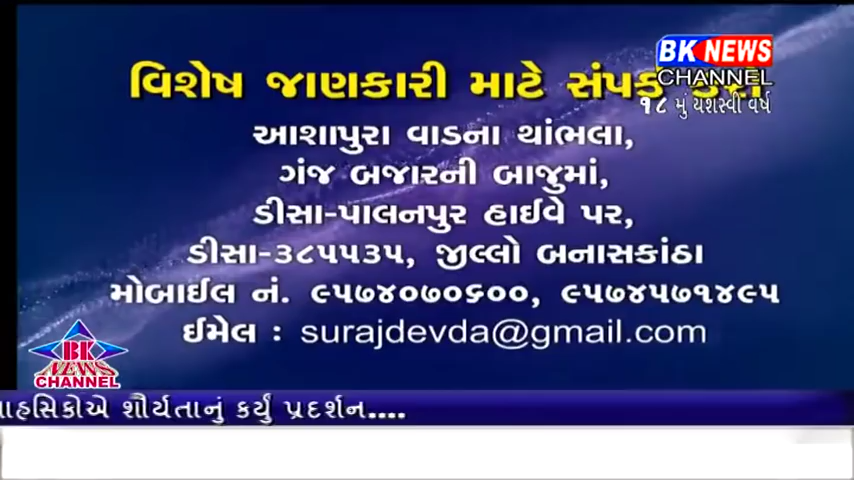 વિશેષ જાણકારી માટે સંપર્ક
BK NEWS
CHANNEL
૧૮ મું યશસ્વી વર્ષ
આશાપુરા વાડના થાંભલા,
ગંજ બજારની બાજુમાં,
ડીસા-પાલનપુર હાઈવે પર,
ડીસા-૩૮૫૫૩૫, જીલ્લો બનાસકાંઠા
મોબાઈલ નં. ૯૫૭૪૦૭૦૬૦૦, ૯૫૭૪૫૭૧૪૯૫
ઈમેલ : surajdevda@gmail.com
BK
NEWS
CHANNEL
શૌર્યતાનું કર્યું પ્રદર્શન....